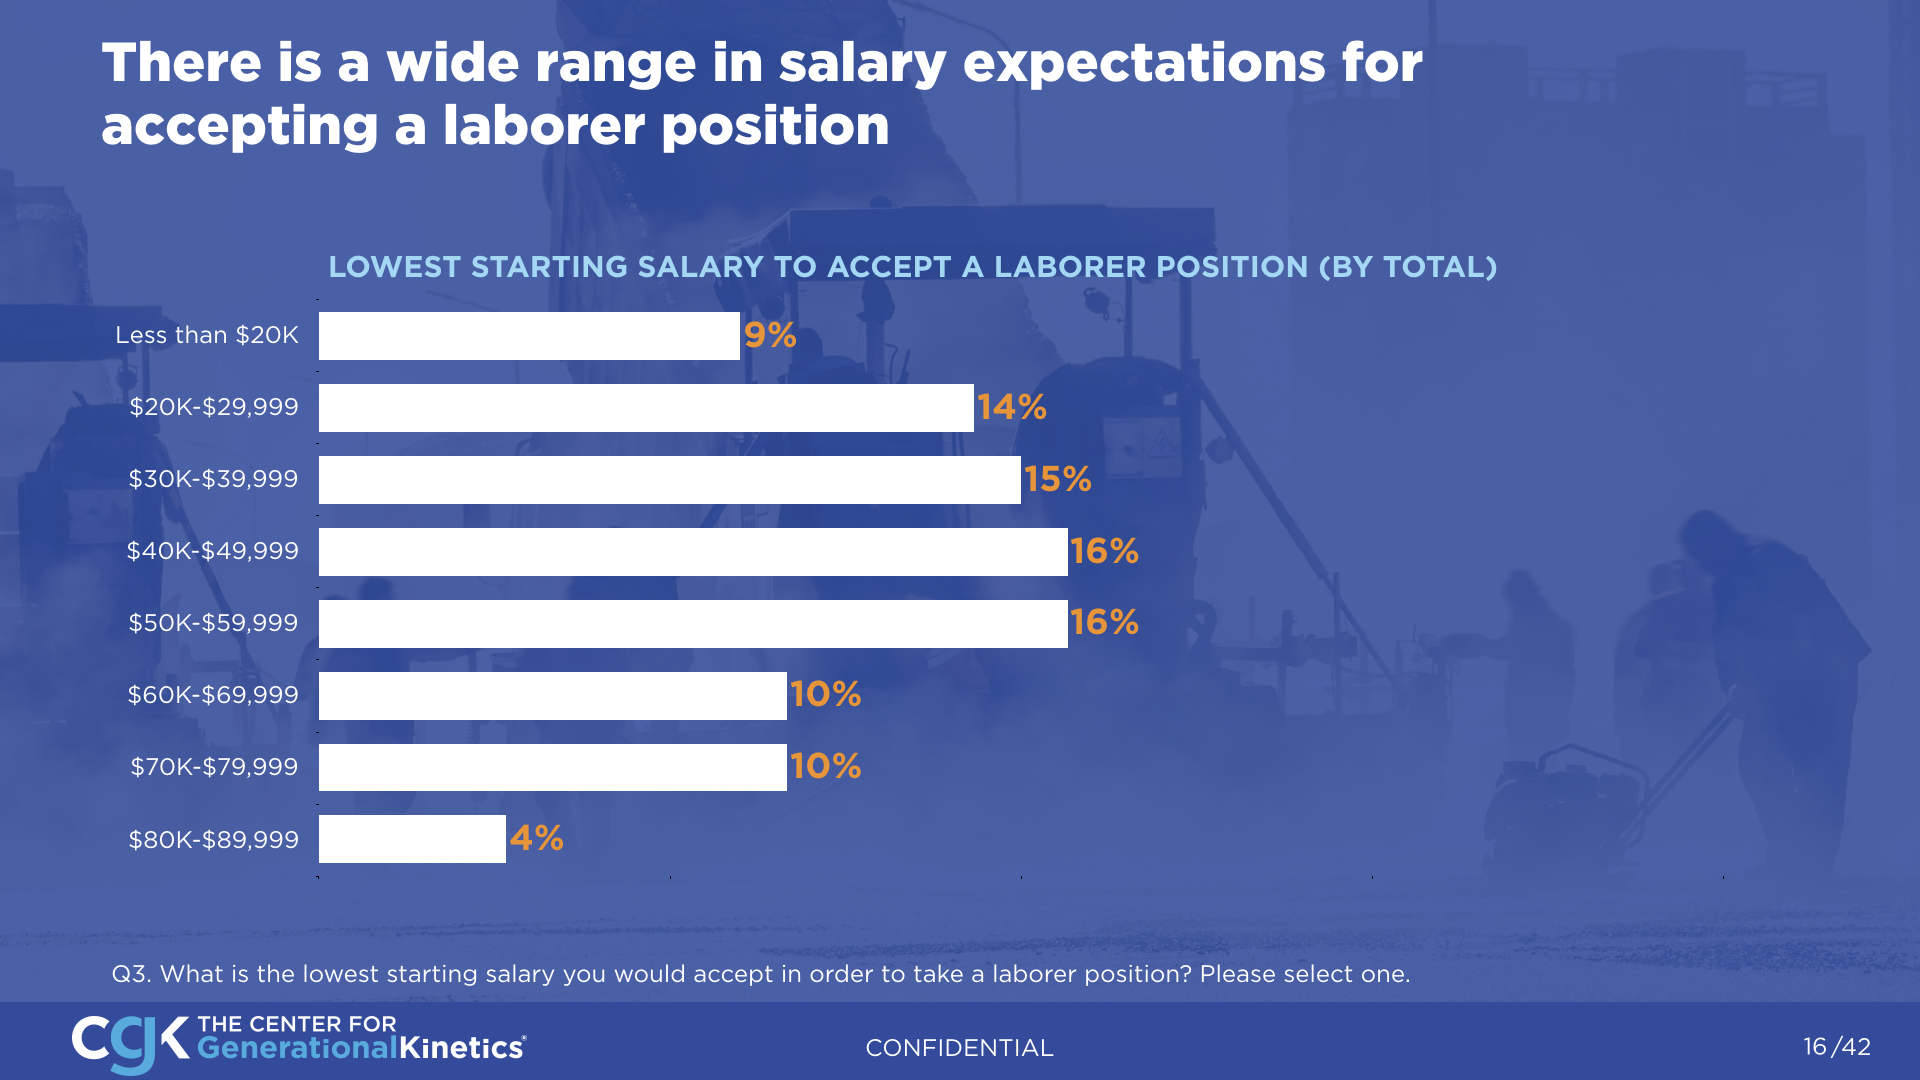 There is a wide range in salary expectations for
accepting a laborer position
LOWEST STARTING SALARY TO ACCEPT A LABORER POSITION (BY TOTAL)
Less than $20K 9%
$20K-$29,999 14%
$30K-$39,999 15%
$40K-$49,999 16%
$50K-$59,999 16%
$60K-$69,999 10%
$70K-$79,999 10%
$80K-$89,999 4%
Q3. What is the lowest starting salary you would accept in order to take a laborer position? Please select one.
cgK THE CENTER FOR
GenerationalKinetics®
CONFIDENTIAL
16/42